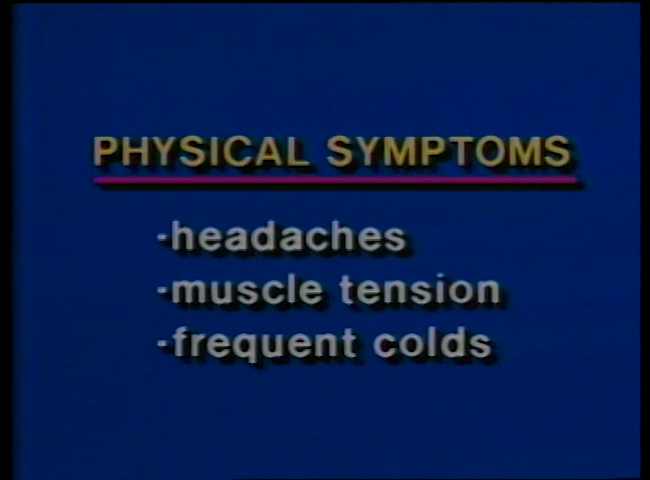 PHYSICAL SYMPTOMS
·headaches
·muscle tension
·frequent colds